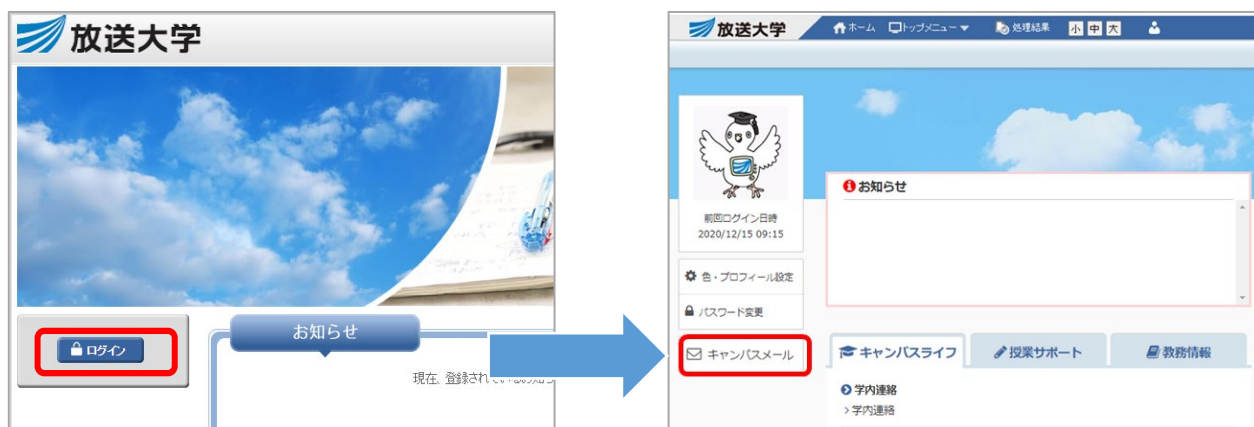 放送大学
ログイン
お知らせ
現在、登録されているお知ら
放送大学
ホーム トップメニュー 処理結果 小 中 大
お知らせ
前回ログイン日時
2020/12/15 09:15
色・プロフィール設定
パスワード変更
キャンパスメール
キャンパスライフ 授業サポート 教務情報
学内連絡
> 学内連絡